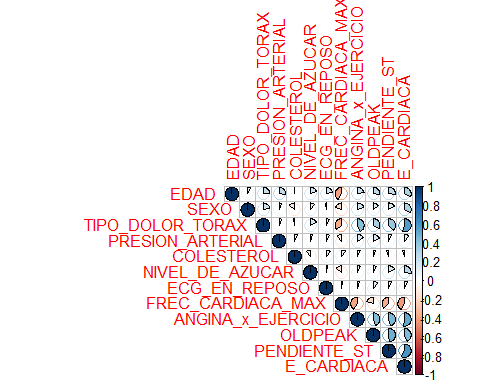 EDAD
SEXO
TIPO_DOLOR_TORAX
PRESION_ARTERIAL
COLESTEROL
NIVEL_DE_AZUCAR
ECG_EN_REPOSO
FREC_CARDIACA_MAX
ANGINA_x_EJERCICIO
OLDPEAK
PENDIENTE_ST
E_CARDIACA
EDAD
SEXO
TIPO_DOLOR_TORAX
PRESION_ARTERIAL
COLESTEROL
NIVEL_DE_AZUCAR
ECG_EN_REPOSO
FREC_CARDIACA_MAX
ANGINA_x_EJERCICIO
OLDPEAK
PENDIENTE_ST
E_CARDIACA
1
0.8
0.6
0.4
0.2
0
-0.2
-0.4
-0.6
-0.8
-1